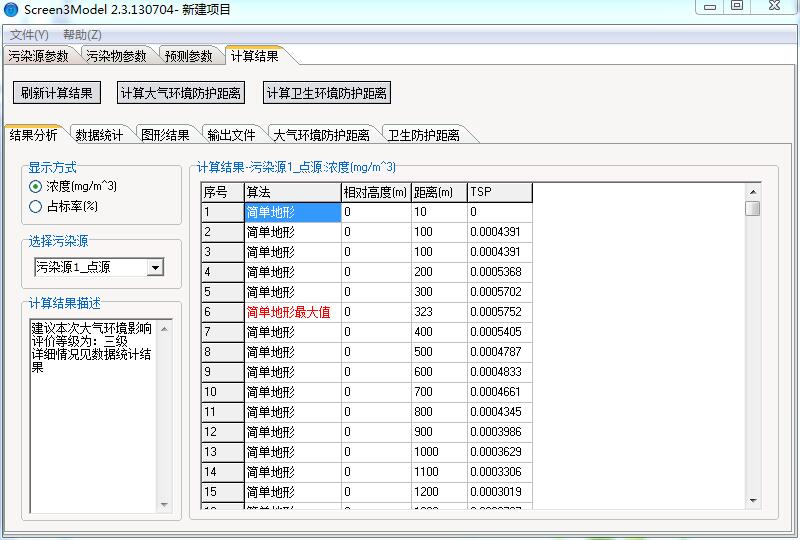 Screen3Model 2.3.130704- 新建项目
文件(Y) 帮助(Z)
污染源参数 污染物参数 预测参数 计算结果
刷新计算结果 计算大气环境防护距离 计算卫生环境防护距离
结果分析 数据统计 图形结果 输出文件 大气环境防护距离 卫生防护距离
显示方式
浓度(mg/m^3)
占标率(%)
选择污染源
污染源1_点源
计算结果描述
建议本次大气环境影响
评价等级为：三级
详细情况见数据统计结
果
计算结果--污染源1_点源:浓度(mg/m^3)
序号 算法 相对高度(m) 距离(m) TSP
1 简单地形 0 10 0
2 简单地形 0 100 0.0004391
3 简单地形 0 100 0.0004391
4 简单地形 0 200 0.0005368
5 简单地形 0 300 0.0005702
6 简单地形最大值 0 323 0.0005752
7 简单地形 0 400 0.0005405
8 简单地形 0 500 0.0004787
9 简单地形 0 600 0.0004833
10 简单地形 0 700 0.0004661
11 简单地形 0 800 0.0004345
12 简单地形 0 900 0.0003986
13 简单地形 0 1000 0.0003629
14 简单地形 0 1100 0.0003306
15 简单地形 0 1200 0.0003019